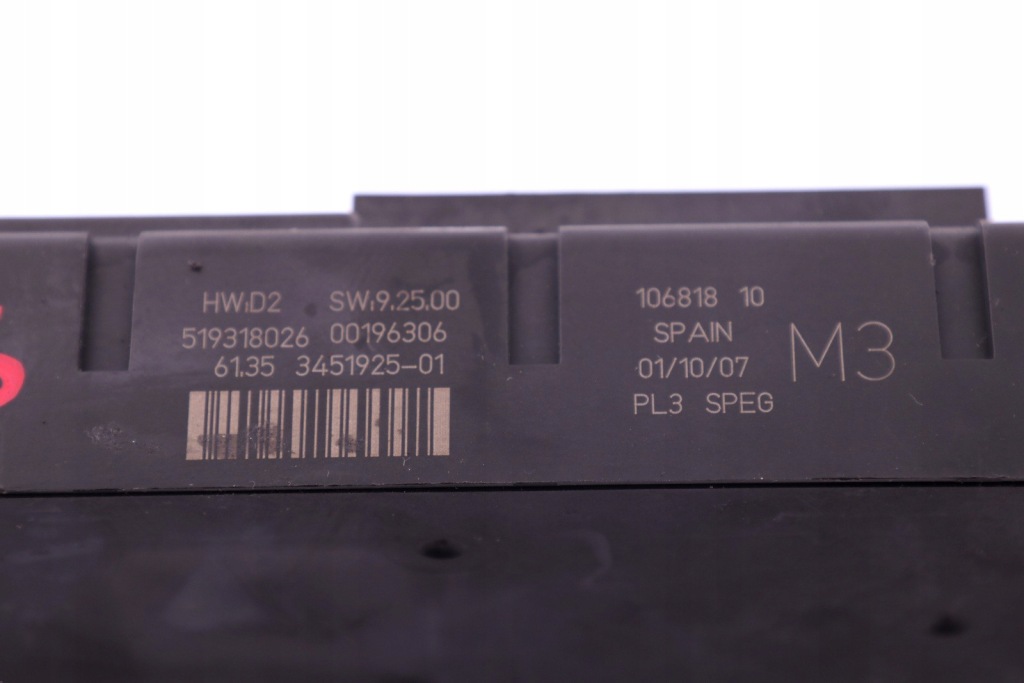 HW:D2 SW:9.25.00
519318026 00196306
61.35 3451925-01
106818 10
SPAIN
01/10/07
PL3 SPEG
M3